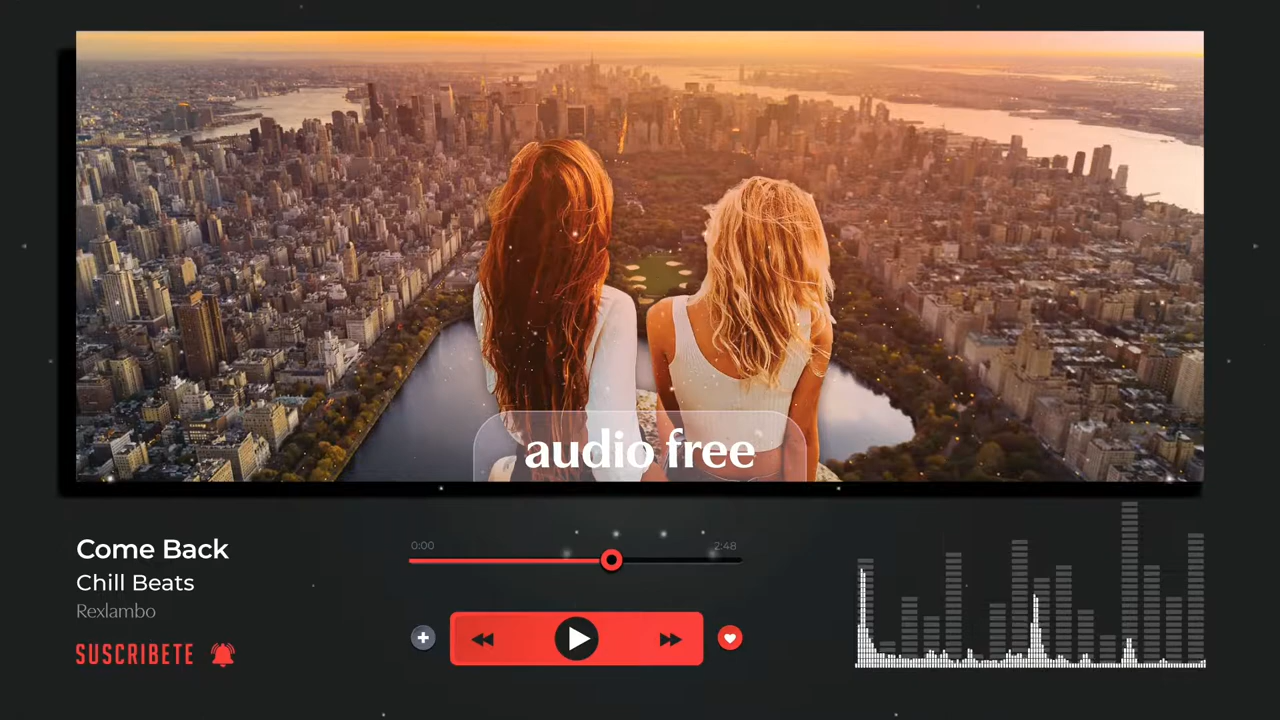 audio free
Come Back
Chill Beats
Rexlambo
SUSCRIBETE
0:00
2:48